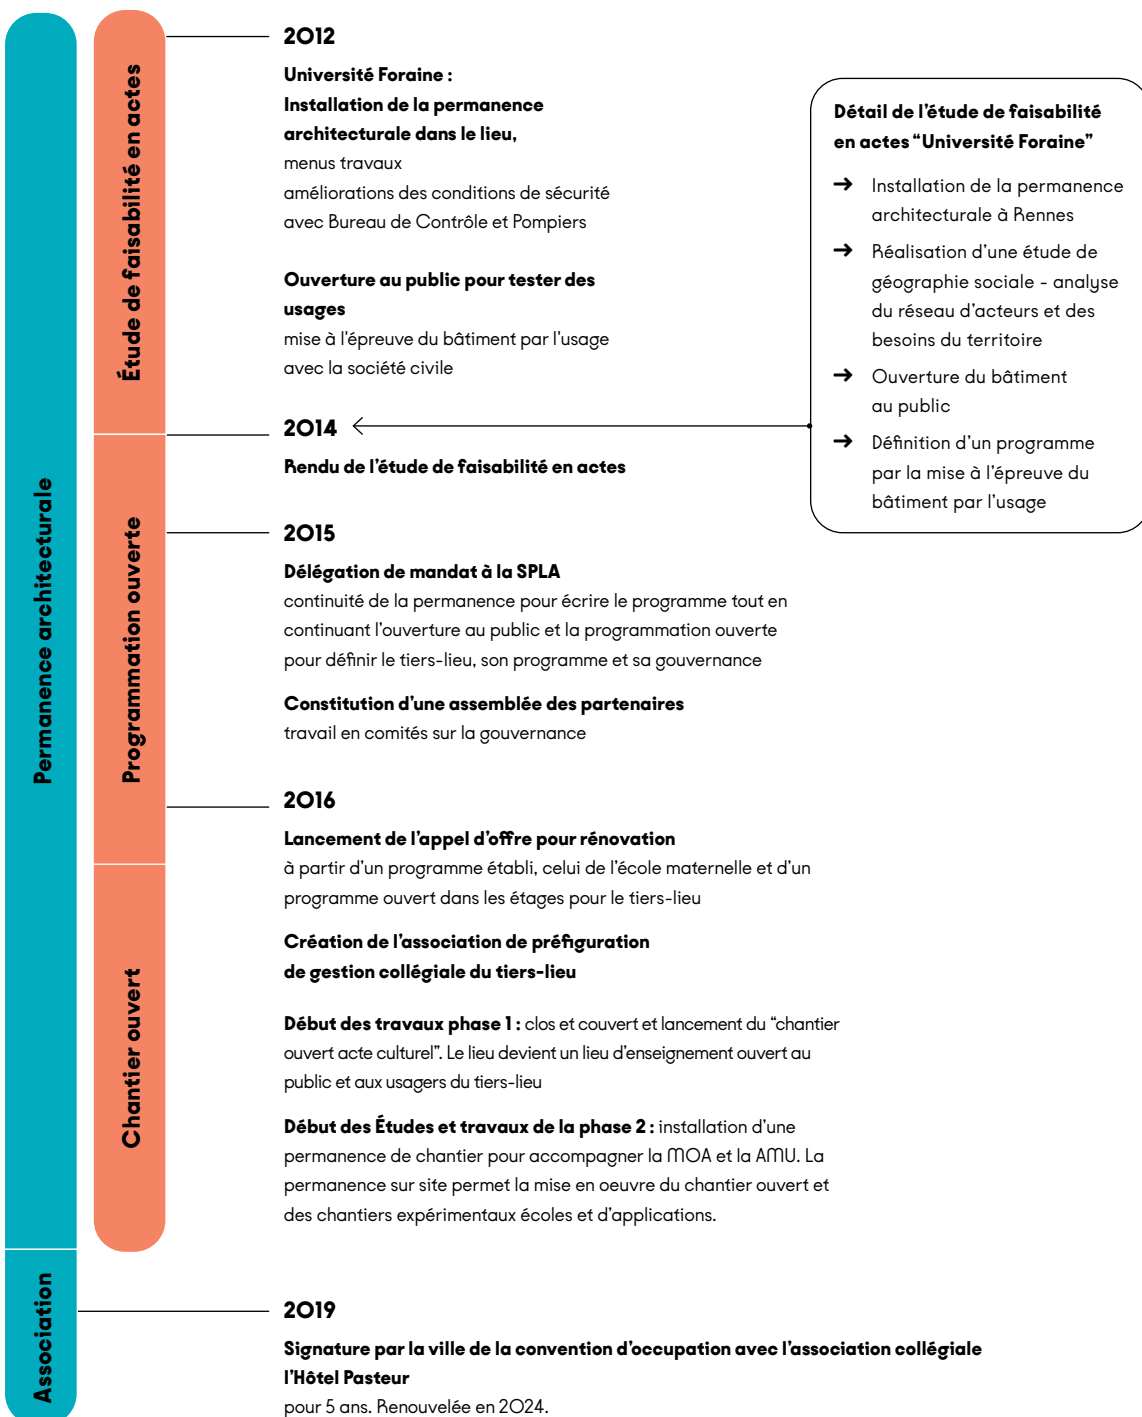 Permanence architecturale
Association
Étude de faisabilité en actes
Programmation ouverte
Chantier ouvert
2012
Université Foraine :
Installation de la permanence
architecturale dans le lieu,
menus travaux
améliorations des conditions de sécurité
avec Bureau de Contrôle et Pompiers
Ouverture au public pour tester des
usages
mise à l'épreuve du bâtiment par l'usage
avec la société civile
Détail de l’étude de faisabilité
en actes “Université Foraine”
→ Installation de la permanence
architecturale à Rennes
→ Réalisation d’une étude de
géographie sociale - analyse
du réseau d’acteurs et des
besoins du territoire
→ Ouverture du bâtiment
au public
→ Définition d’un programme
par la mise à l’épreuve du
bâtiment par l’usage
2014
Rendu de l’étude de faisabilité en actes
2015
Délégation de mandat à la SPLA
continuité de la permanence pour écrire le programme tout en
continuant l’ouverture au public et la programmation ouverte
pour définir le tiers-lieu, son programme et sa gouvernance
Constitution d’une assemblée des partenaires
travail en comités sur la gouvernance
2016
Lancement de l’appel d’offre pour rénovation
à partir d’un programme établi, celui de l’école maternelle et d’un
programme ouvert dans les étages pour le tiers-lieu
Création de l’association de préfiguration
de gestion collégiale du tiers-lieu
Début des travaux phase 1 : clos et couvert et lancement du “chantier
ouvert acte culturel”. Le lieu devient un lieu d’enseignement ouvert au
public et aux usagers du tiers-lieu
Début des Études et travaux de la phase 2 : installation d’une
permanence de chantier pour accompagner la MOA et la AMU. La
permanence sur site permet la mise en oeuvre du chantier ouvert et
des chantiers expérimentaux écoles et d’applications.
2019
Signature par la ville de la convention d’occupation avec l’association collégiale
l’Hôtel Pasteur
pour 5 ans. Renouvelée en 2024.